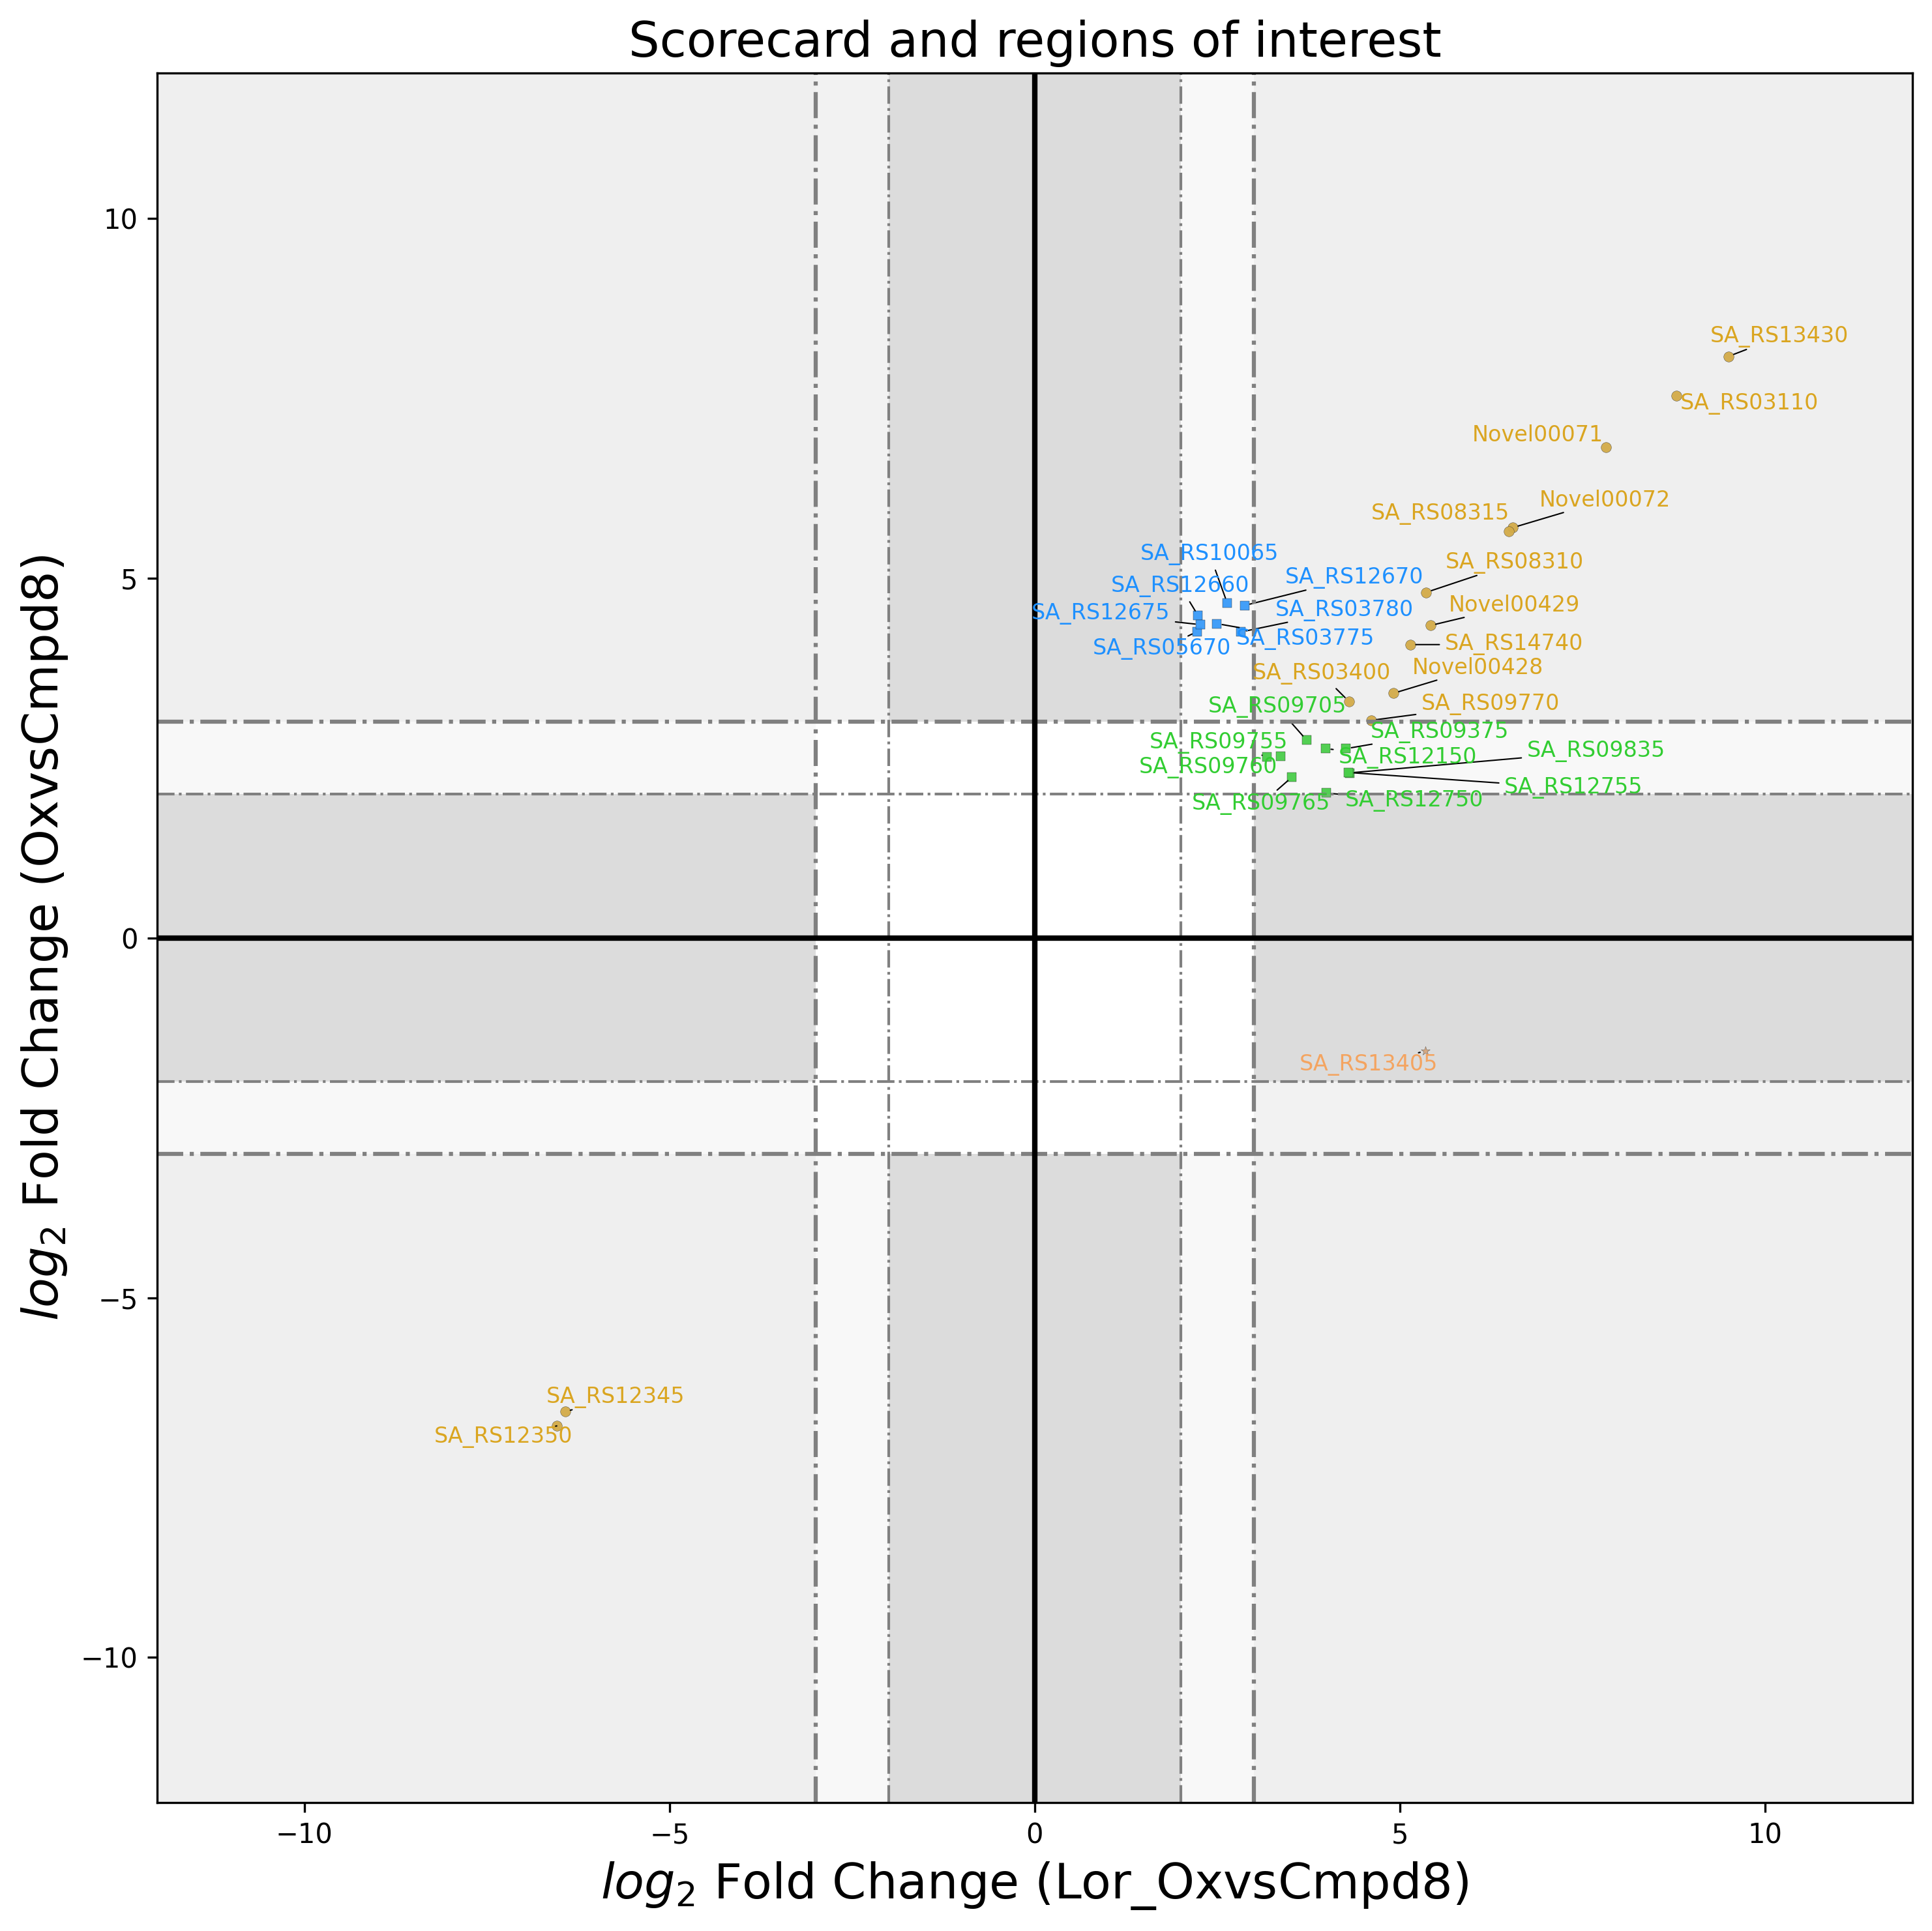 Scorecard and regions of interest
log2 Fold Change (OxvsCmpd8)
10
5
0
−5
−10
SA_RS13430
SA_RS03110
Novel00071
Novel00072
SA_RS08315
SA_RS10065
SA_RS08310
SA_RS12670
SA_RS12660
Novel00429
SA_RS03780
SA_RS12675
SA_RS03775
SA_RS14740
SA_RS05670
SA_RS03400
Novel00428
SA_RS09705
SA_RS09770
SA_RS09375
SA_RS09755
SA_RS09835
SA_RS12150
SA_RS09760
SA_RS12755
SA_RS09765
SA_RS12750
SA_RS13405
SA_RS12345
SA_RS12350
−10
−5
0
5
10
log2 Fold Change (Lor_OxvsCmpd8)